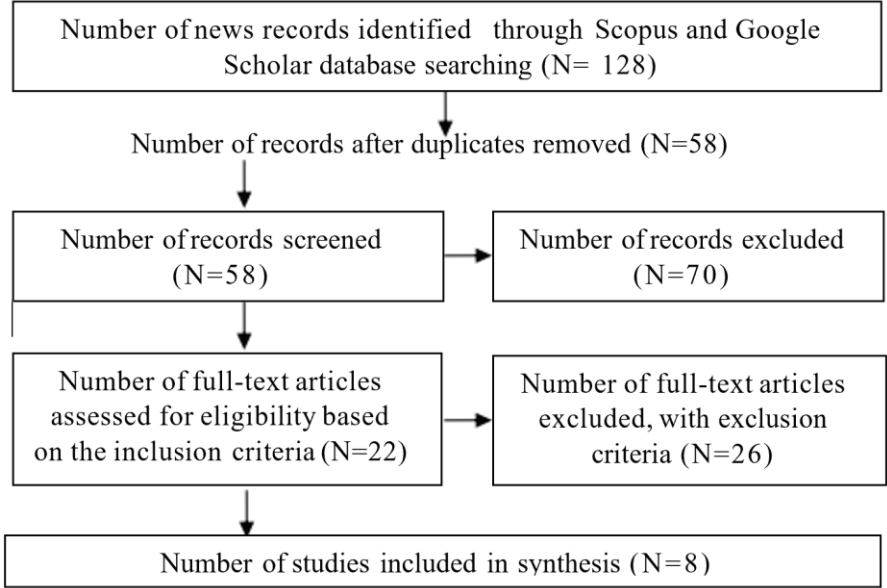 Number of news records identified through Scopus and Google
Scholar database searching (N= 128)
Number of records after duplicates removed (N=58)
Number of records screened
(N=58)
Number of records excluded
(N=70)
Number of full-text articles
assessed for eligibility based
on the inclusion criteria (N=22)
Number of full-text articles
excluded, with exclusion
criteria (N=26)
Number of studies included in synthesis (N=8)